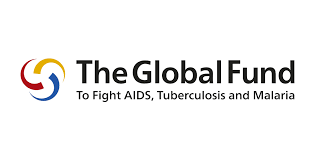 The Global Fund
To Fight AIDS, Tuberculosis and Malaria